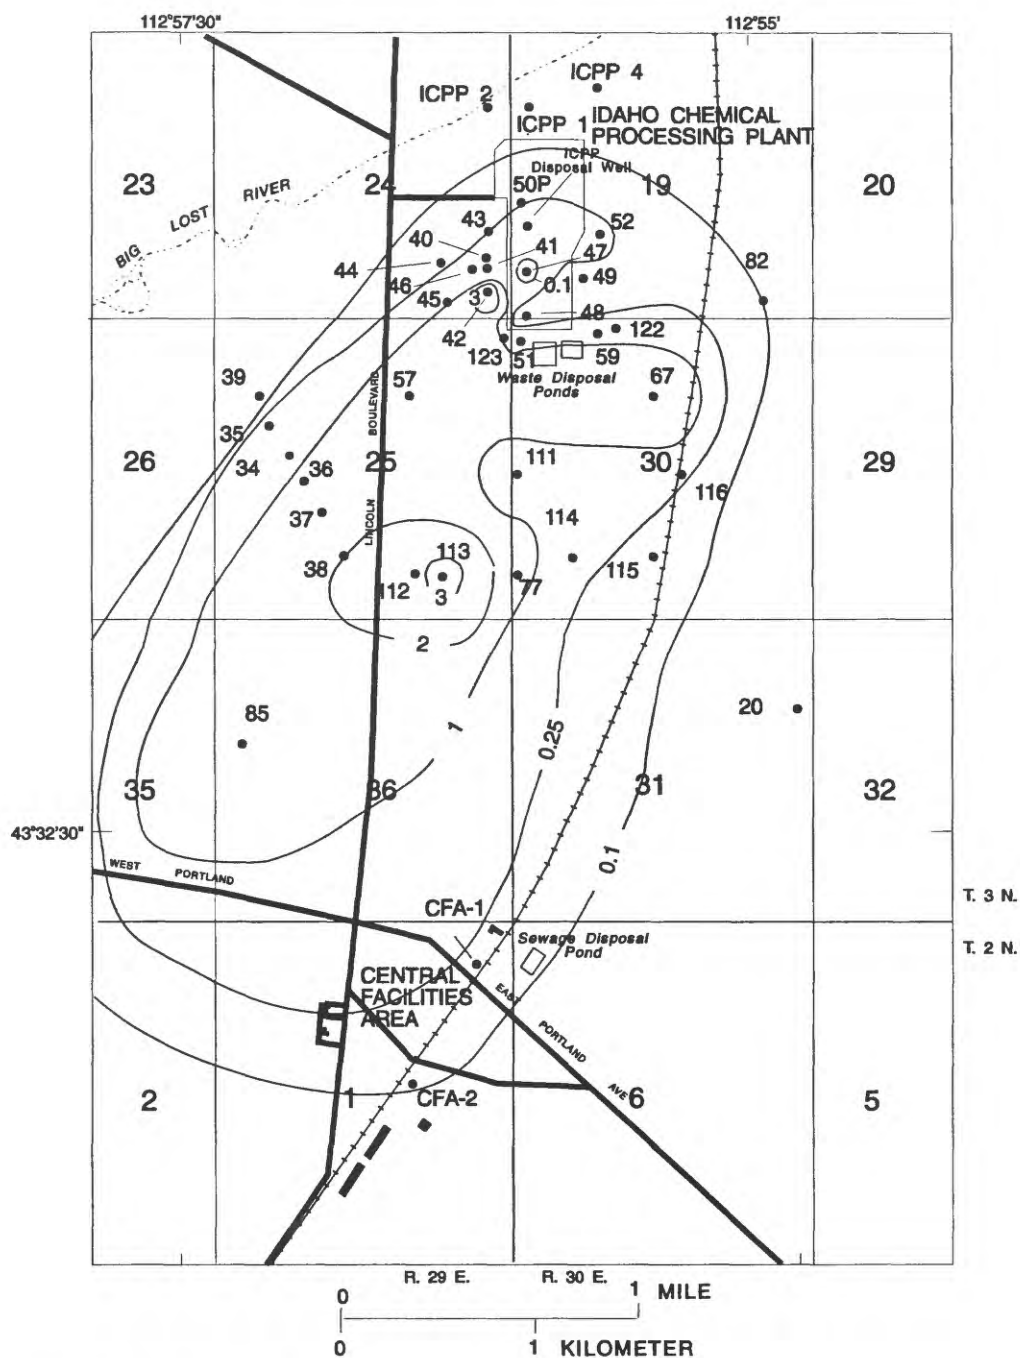 112°57'30"
112°55'
ICPP 4
ICPP 2
ICPP 1
IDAHO CHEMICAL
PROCESSING PLANT
ICPP
Disposal Well
23
24
50P
19
20
BIG LOST RIVER
43
52
40
41
47
82
44
46
49
0.1
45
3
48
42
122
123
51
59
Waste Disposal
Ponds
39
57
67
BOULEVARD
35
26
34
36
25
111
30
29
116
37
LINCOLN
114
38
113
112
3
77
115
2
1
20
85
0.25
35
36
31
32
43°32'30"
0.1
WEST PORTLAND
CFA-1
T. 3 N.
1
Sewage Disposal
Pond
T. 2 N.
CENTRAL
FACILITIES
AREA
EAST PORTLAND AVE
2
1
CFA-2
6
5
R. 29 E.
R. 30 E.
0
1
MILE
0
1
KILOMETER